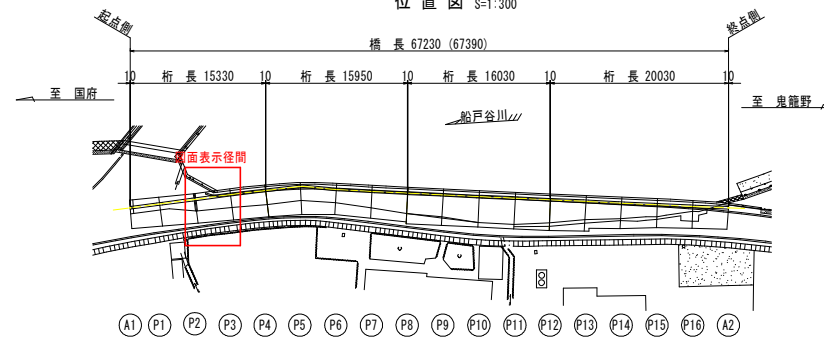 位置図 S=1:300
起点側
終点側
橋長 67230 (67390)
10 桁長 15330 10 桁長 15950 10 桁長 16030 10 桁長 20030 10
至 国府
船戸谷川
至 鬼籠野
図面表示径間
A1 P1 P2 P3 P4 P5 P6 P7 P8 P9 P10 P11 P12 P13 P14 P15 P16 A2